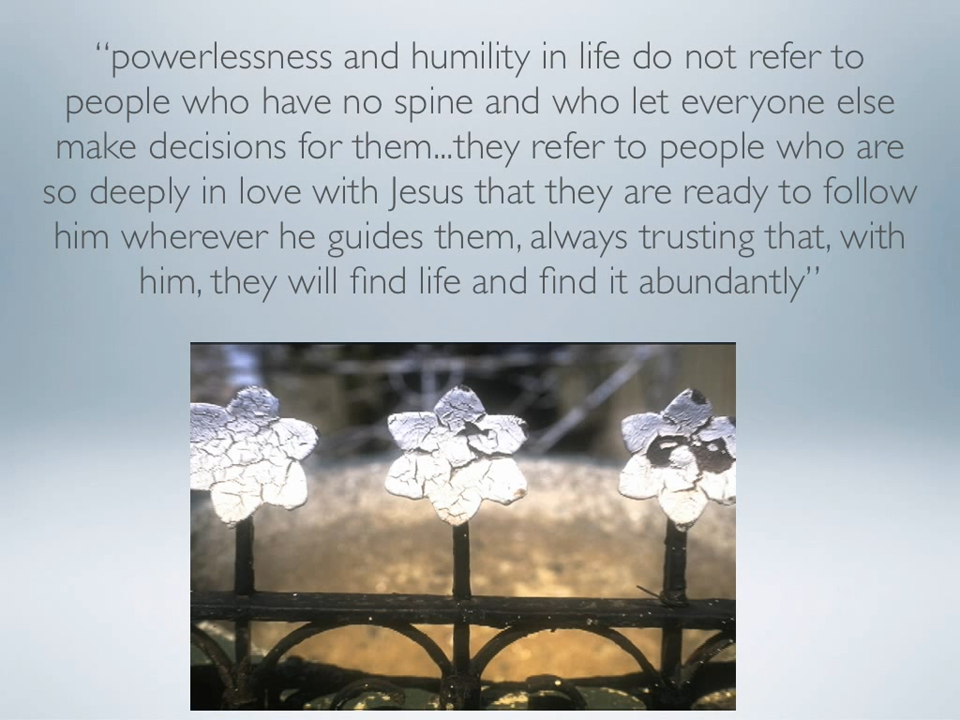 “powerlessness and humility in life do not refer to
people who have no spine and who let everyone else
make decisions for them...they refer to people who are
so deeply in love with Jesus that they are ready to follow
him wherever he guides them, always trusting that, with
him, they will find life and find it abundantly”